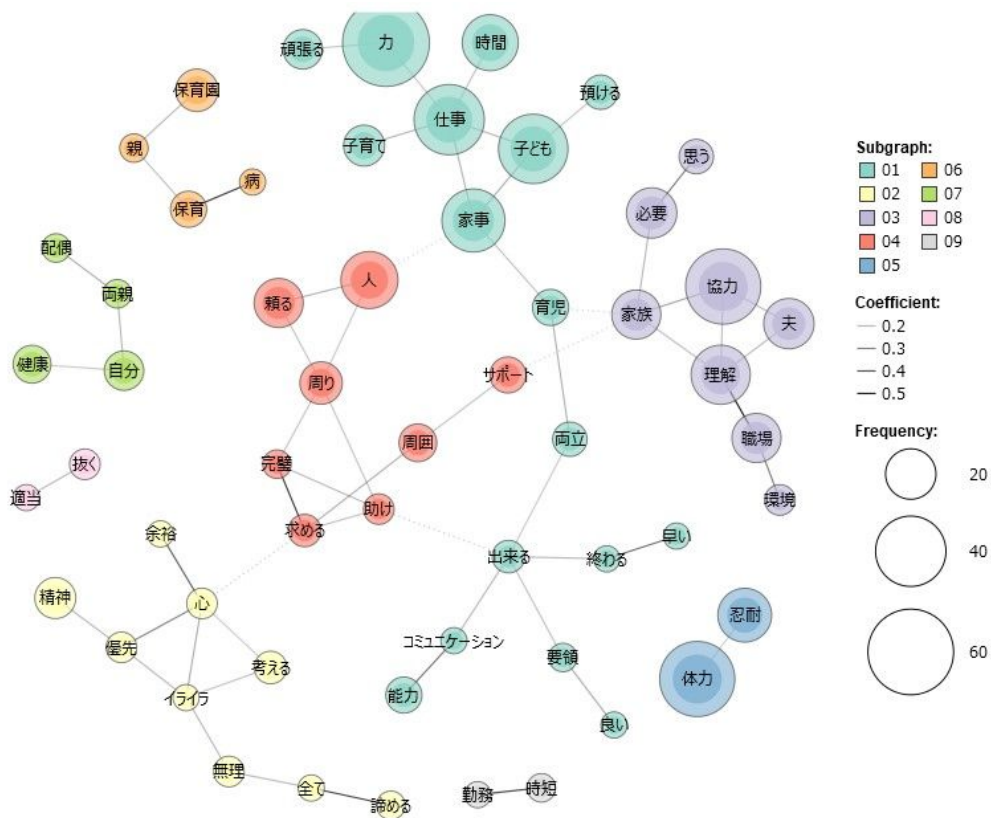 力
時間
頑張る
保育園
預ける
仕事
子育て
子ども
親
思う
病
保育
必要
家事
配偶
両親
人
頼る
育児
家族
協力
夫
健康
自分
周り
サポート
理解
周囲
両立
職場
抜く
適当
完璧
助け
求める
環境
余裕
出来る
終わる
早い
精神
心
忍耐
優先
コミュニケーション
要領
考える
イライラ
能力
体力
良い
無理
全て
諦める
勤務
時短
Subgraph:
01 06
02 07
03 08
04 09
05
Coefficient:
0.2
0.3
0.4
0.5
Frequency:
20
40
60